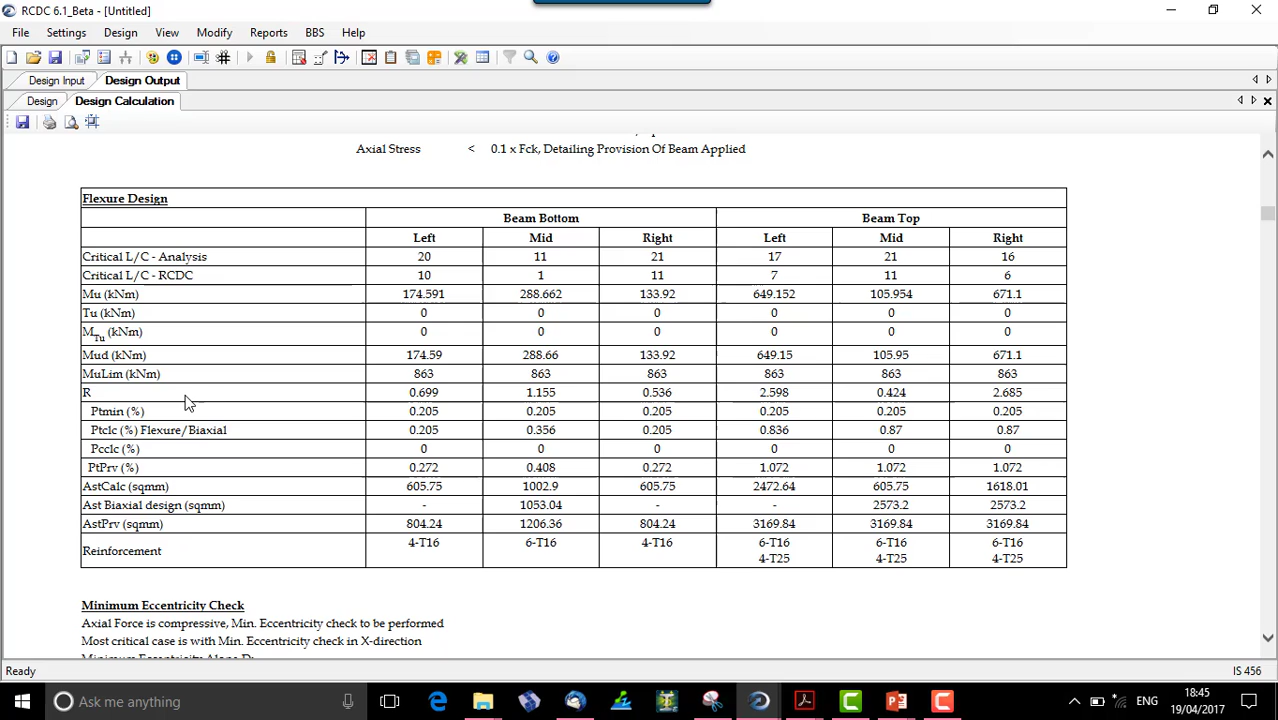 RCDC 6.1_Beta - [Untitled]
File Settings Design View Modify Reports BBS Help
Design Input Design Output
Design Design Calculation
Axial Stress < 0.1 x Fck, Detailing Provision Of Beam Applied
Flexure Design
Beam Bottom Beam Top
Left Mid Right Left Mid Right
Critical L/C - Analysis 20 11 21 17 21 16
Critical L/C - RCDC 10 1 11 7 11 6
Mu (kNm) 174.591 288.662 133.92 649.152 105.954 671.1
Tu (kNm) 0 0 0 0 0 0
MTu (kNm) 0 0 0 0 0 0
Mud (kNm) 174.59 288.66 133.92 649.15 105.95 671.1
MuLim (kNm) 863 863 863 863 863 863
R 0.699 1.155 0.536 2.598 0.424 2.685
Ptmin (%) 0.205 0.205 0.205 0.205 0.205 0.205
Ptclc (%) Flexure/Biaxial 0.205 0.356 0.205 0.836 0.87 0.87
Pcclc (%) 0 0 0 0 0 0
PtPrv (%) 0.272 0.408 0.272 1.072 1.072 1.072
AstCalc (sqmm) 605.75 1002.9 605.75 2472.64 605.75 1618.01
Ast Biaxial design (sqmm) - 1053.04 - - 2573.2 2573.2
AstPrv (sqmm) 804.24 1206.36 804.24 3169.84 3169.84 3169.84
Reinforcement 4-T16 6-T16 4-T16 6-T16 6-T16 6-T16
4-T25 4-T25 4-T25
Minimum Eccentricity Check
Axial Force is compressive, Min. Eccentricity check to be performed
Most critical case is with Min. Eccentricity check in X-direction
Ready IS 456
Ask me anything ENG 18:45
19/04/2017